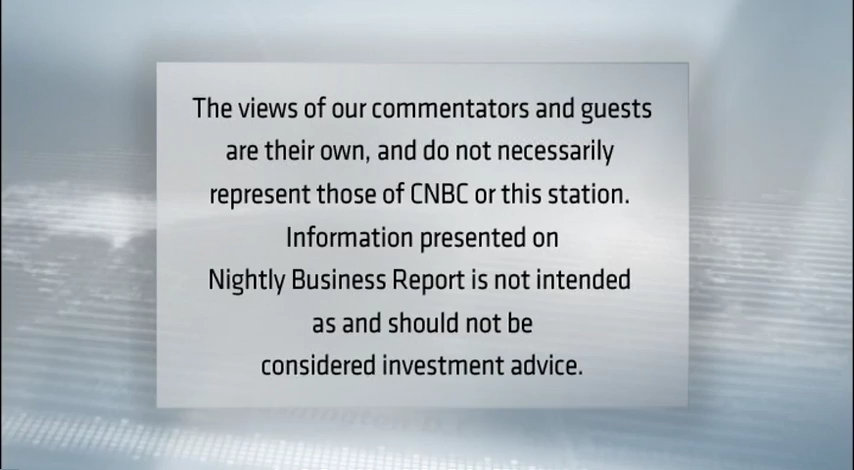 The views of our commentators and guests
are their own, and do not necessarily
represent those of CNBC or this station.
Information presented on
Nightly Business Report is not intended
as and should not be
considered investment advice.